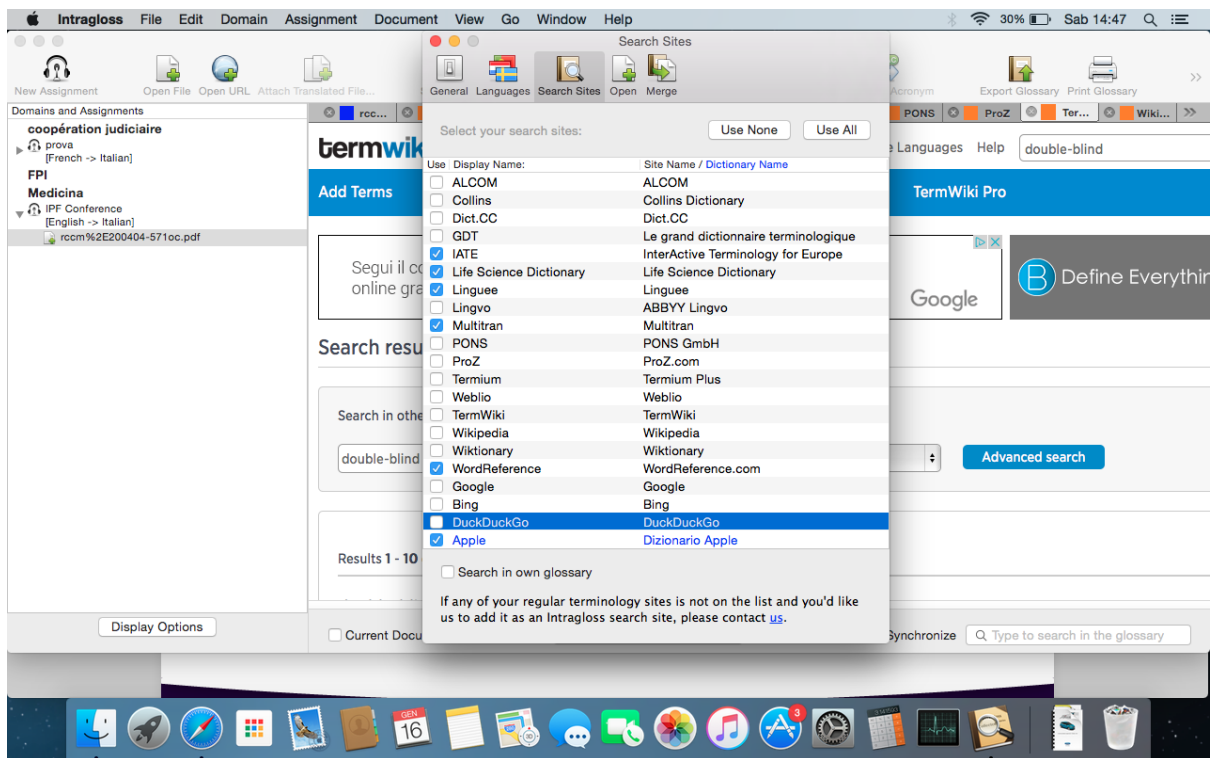 Intragloss File Edit Domain Assignment Document View Go Window Help 30% Sab 14:47
Search Sites
New Assignment Open File Open URL Attach Translated File... General Languages Search Sites Open Merge Acronym Export Glossary Print Glossary
Domains and Assignments
coopération judiciaire
prova
[French -> Italian]
FPI
Medicina
IPF Conference
[English -> Italian]
rccm%2E200404-571oc.pdf
Display Options
rcc... PONS ProZ Ter... Wiki...
termwik Languages Help double-blind
Add Terms TermWiki Pro
Segui il co
online gra
Google
Define Everythin
Search resu
Search in othe
double-blind Advanced search
Results 1 - 10
Current Docu Synchronize Type to search in the glossary
Select your search sites: Use None Use All
Use Display Name: Site Name / Dictionary Name
ALCOM ALCOM
Collins Collins Dictionary
Dict.CC Dict.CC
GDT Le grand dictionnaire terminologique
IATE InterActive Terminology for Europe
Life Science Dictionary Life Science Dictionary
Linguee Linguee
Lingvo ABBYY Lingvo
Multitran Multitran
PONS PONS GmbH
ProZ ProZ.com
Termium Termium Plus
Weblio Weblio
TermWiki TermWiki
Wikipedia Wikipedia
Wiktionary Wiktionary
WordReference WordReference.com
Google Google
Bing Bing
DuckDuckGo DuckDuckGo
Apple Dizionario Apple
Search in own glossary
If any of your regular terminology sites is not on the list and you'd like
us to add it as an Intragloss search site, please contact us.
GEN
16
3